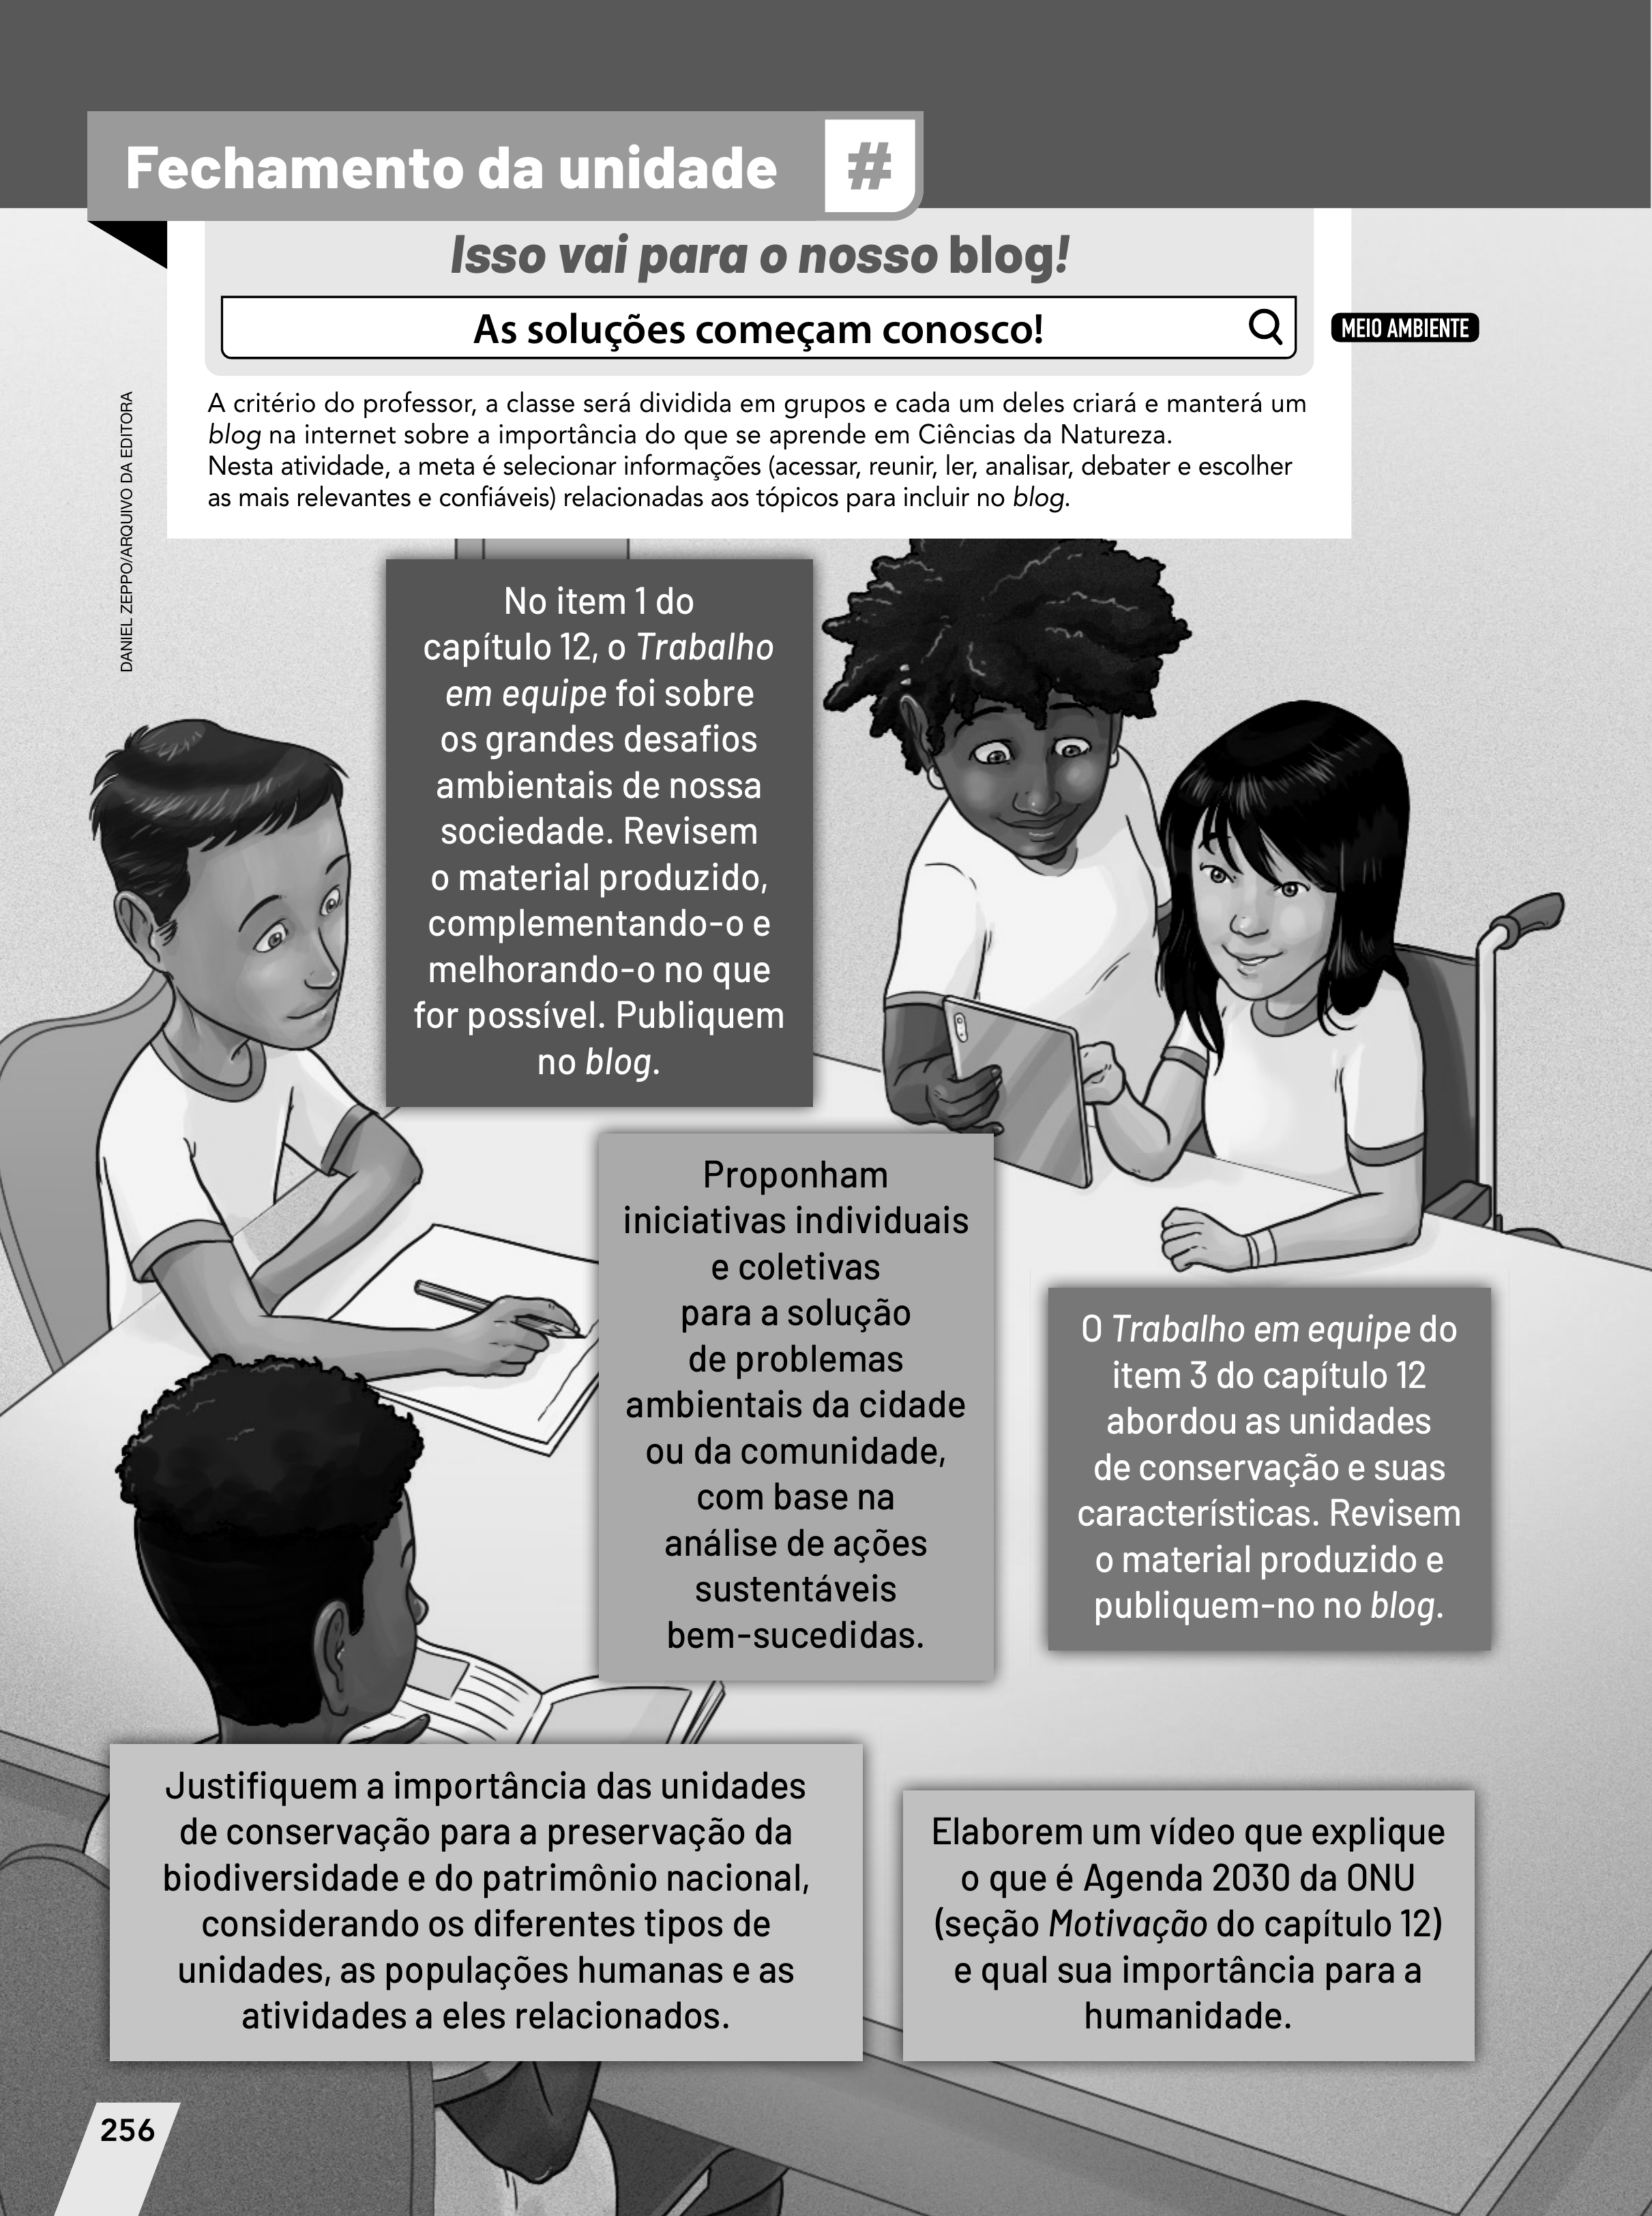 Fechamento da unidade #
Isso vai para o nosso blog!
As soluções começam conosco!
MEIO AMBIENTE
A critério do professor, a classe será dividida em grupos e cada um deles criará e manterá um
blog na internet sobre a importância do que se aprende em Ciências da Natureza.
Nesta atividade, a meta é selecionar informações (acessar, reunir, ler, analisar, debater e escolher
as mais relevantes e confiáveis) relacionadas aos tópicos para incluir no blog.
DANIEL ZEPPO/ARQUIVO DA EDITORA
No item 1 do
capítulo 12, o Trabalho
em equipe foi sobre
os grandes desafios
ambientais de nossa
sociedade. Revisem
o material produzido,
complementando-o e
melhorando-o no que
for possível. Publiquem
no blog.
Proponham
iniciativas individuais
e coletivas
para a solução
de problemas
ambientais da cidade
ou da comunidade,
com base na
análise de ações
sustentáveis
bem-sucedidas.
O Trabalho em equipe do
item 3 do capítulo 12
abordou as unidades
de conservação e suas
características. Revisem
o material produzido e
publiquem-no no blog.
Justifiquem a importância das unidades
de conservação para a preservação da
biodiversidade e do patrimônio nacional,
considerando os diferentes tipos de
unidades, as populações humanas e as
atividades a eles relacionados.
Elaborem um vídeo que explique
o que é Agenda 2030 da ONU
(seção Motivação do capítulo 12)
e qual sua importância para a
humanidade.
256